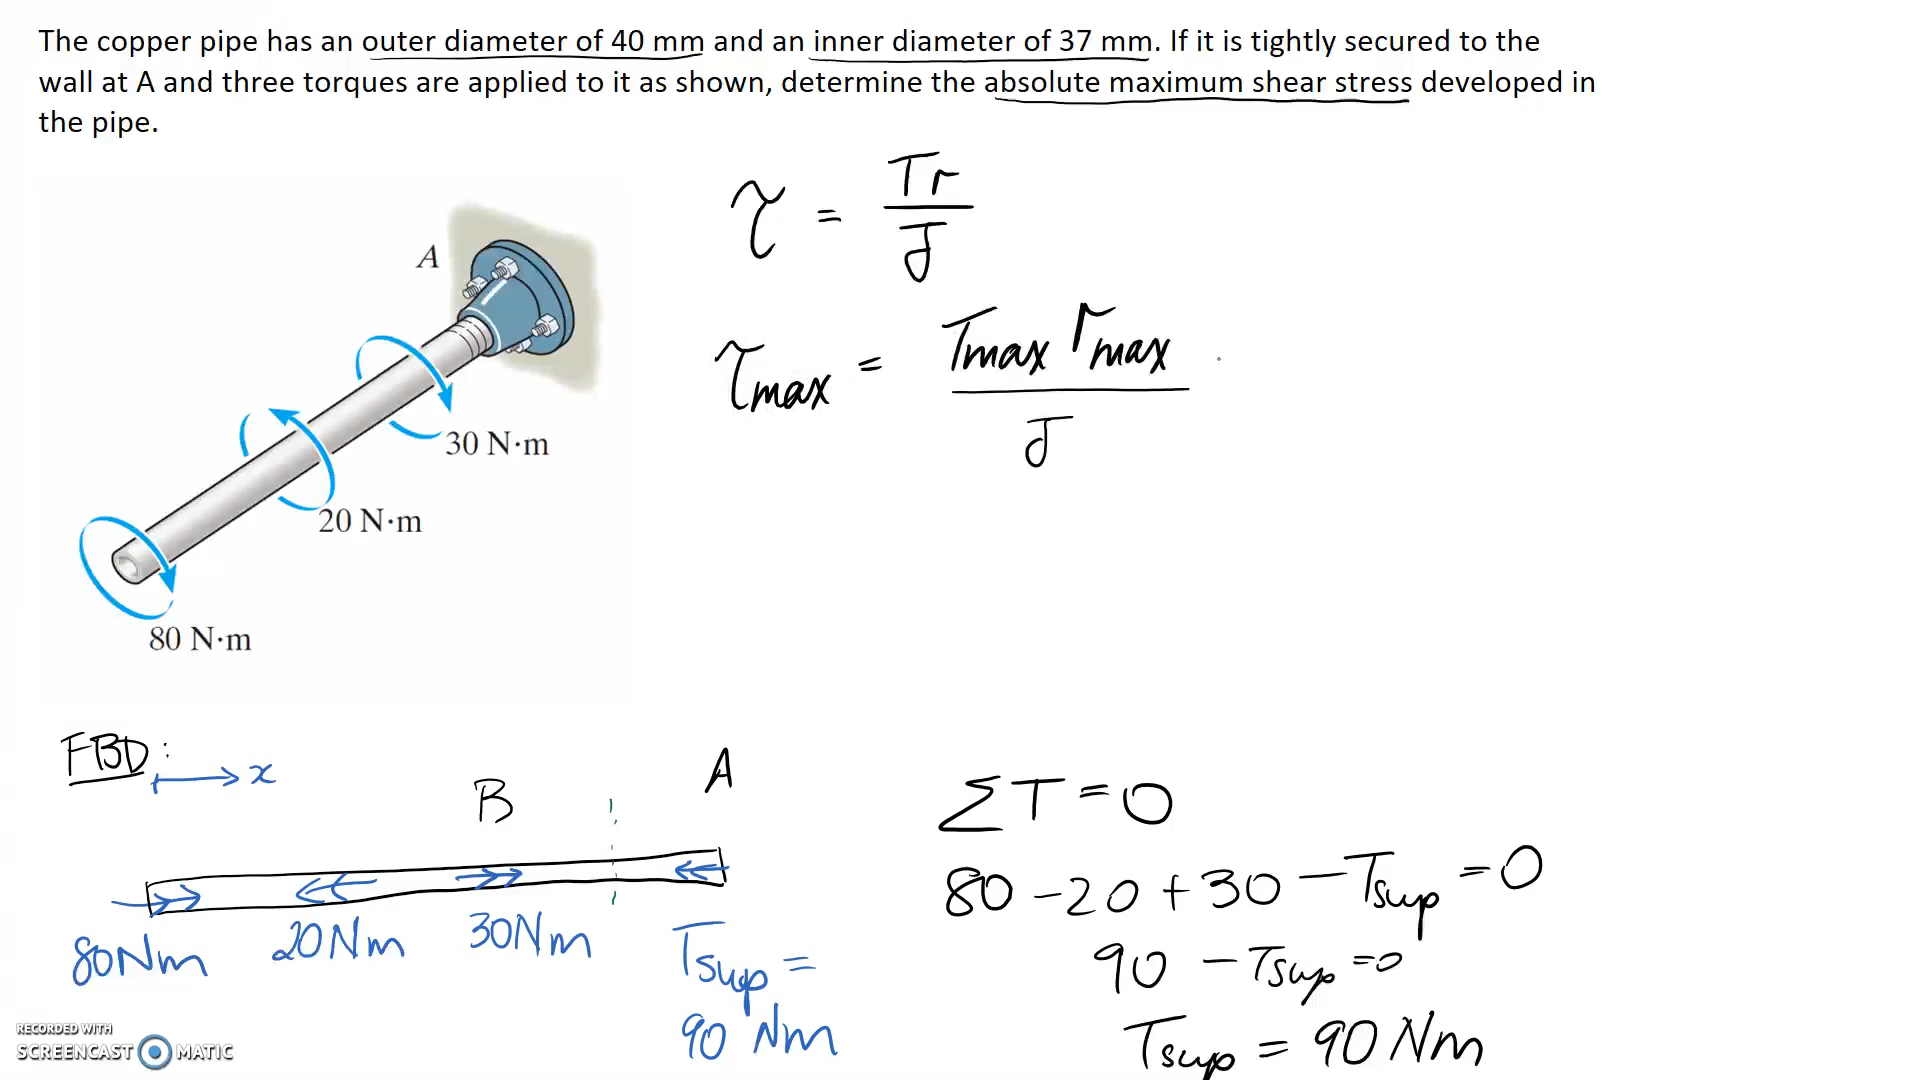 The copper pipe has an outer diameter of 40 mm and an inner diameter of 37 mm. If it is tightly secured to the
wall at A and three torques are applied to it as shown, determine the absolute maximum shear stress developed in
the pipe.
τ = Tr/J
τmax = Tmax rmax/J
A
30 N·m
20 N·m
80 N·m
FBD:
x
B
A
80Nm
20Nm
30Nm
Tsup =
90 Nm
ΣT=0
80 -20 +30 -Tsup =0
90 -Tsup =0
Tsup = 90 Nm
RECORDED WITH
SCREENCAST MATIC